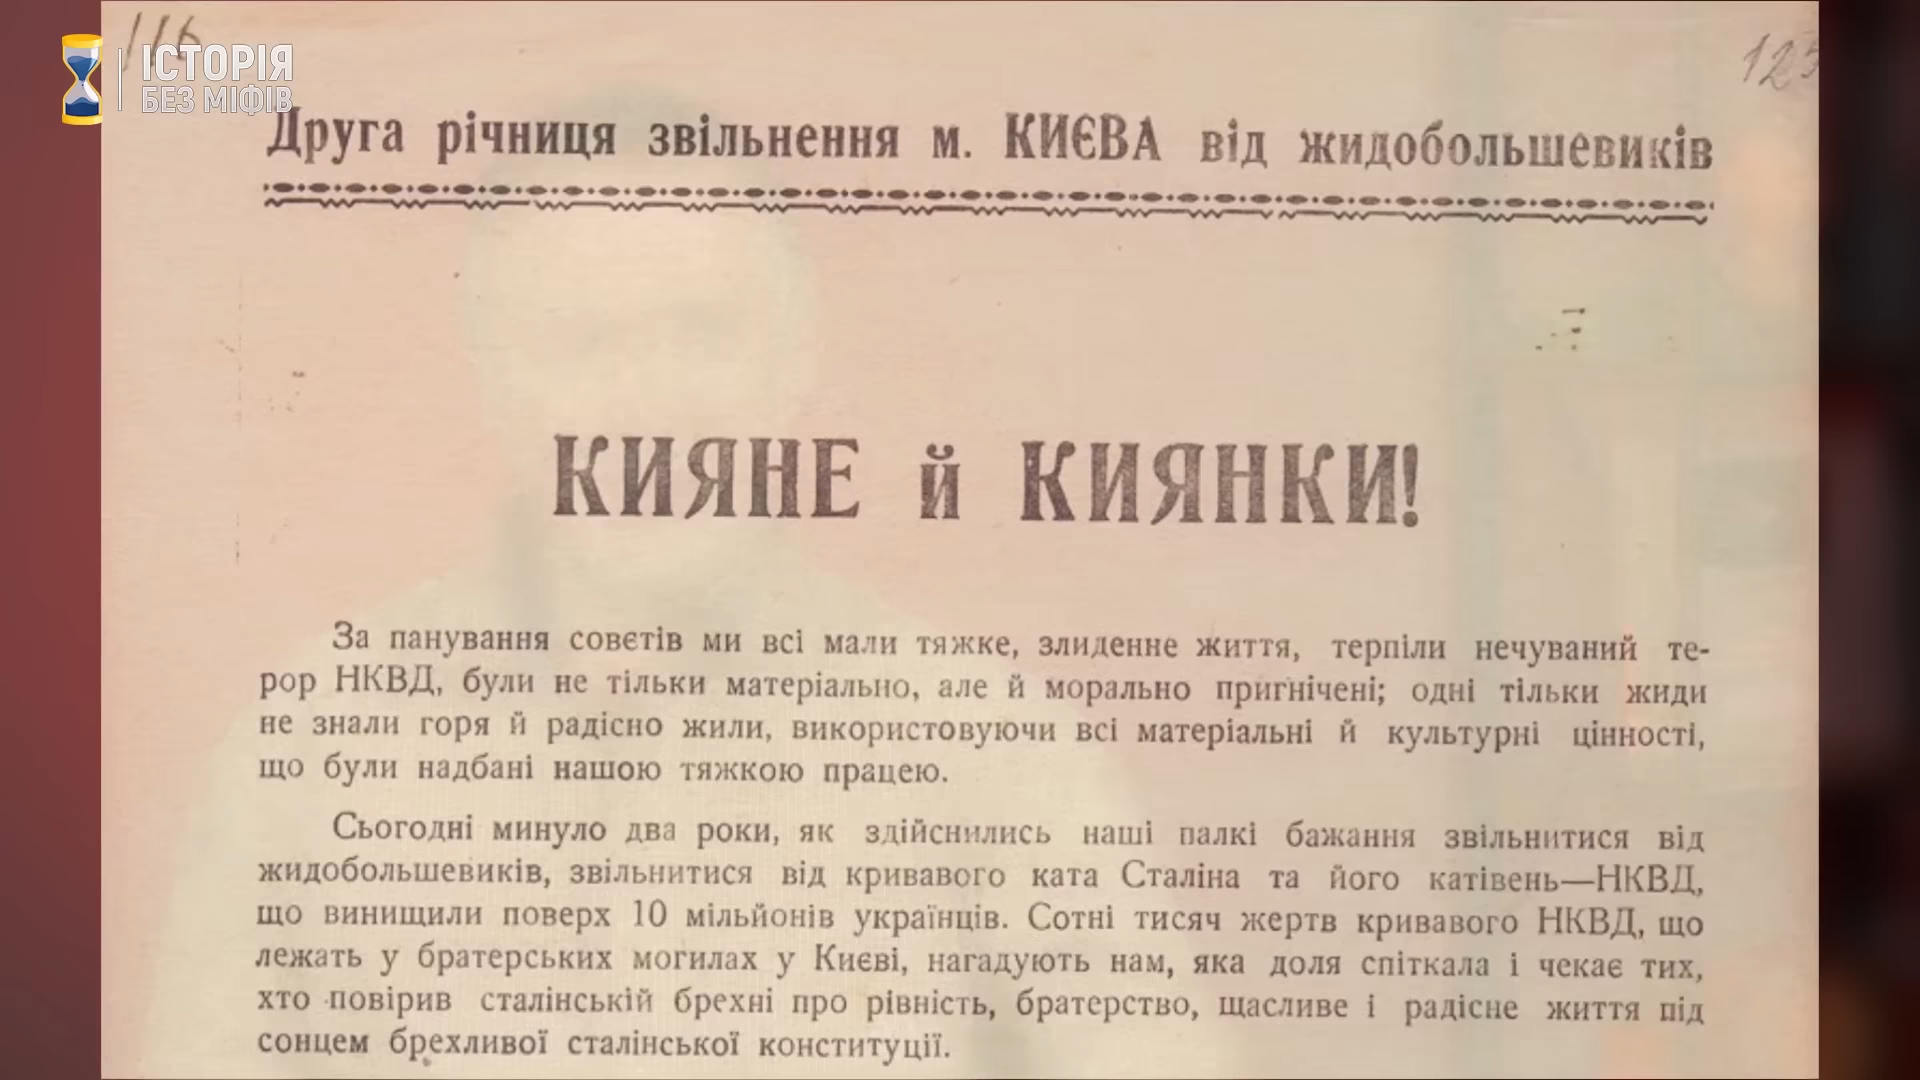 116
125
ІСТОРІЯ
БЕЗ МІФІВ
Друга річниця звільнення м. КИЄВА від жидобольшевиків
КИЯНЕ й КИЯНКИ!
За панування совєтів ми всі мали тяжке, злиденне життя, терпіли нечуваний те-
рор НКВД, були не тільки матеріально, але й морально пригнічені; одні тільки жиди
не знали горя й радісно жили, використовуючи всі матеріальні й культурні цінності,
що були надбані нашою тяжкою працею.
Сьогодні минуло два роки, як здійснились наші палкі бажання звільнитися від
жидобольшевиків, звільнитися від кривавого ката Сталіна та його катівень—НКВД,
що винищили поверх 10 мільйонів українців. Сотні тисяч жертв кривавого НКВД, що
лежать у братерських могилах у Києві, нагадують нам, яка доля спіткала і чекає тих,
хто повірив сталінській брехні про рівність, братерство, щасливе і радісне життя під
сонцем брехливої сталінської конституції.